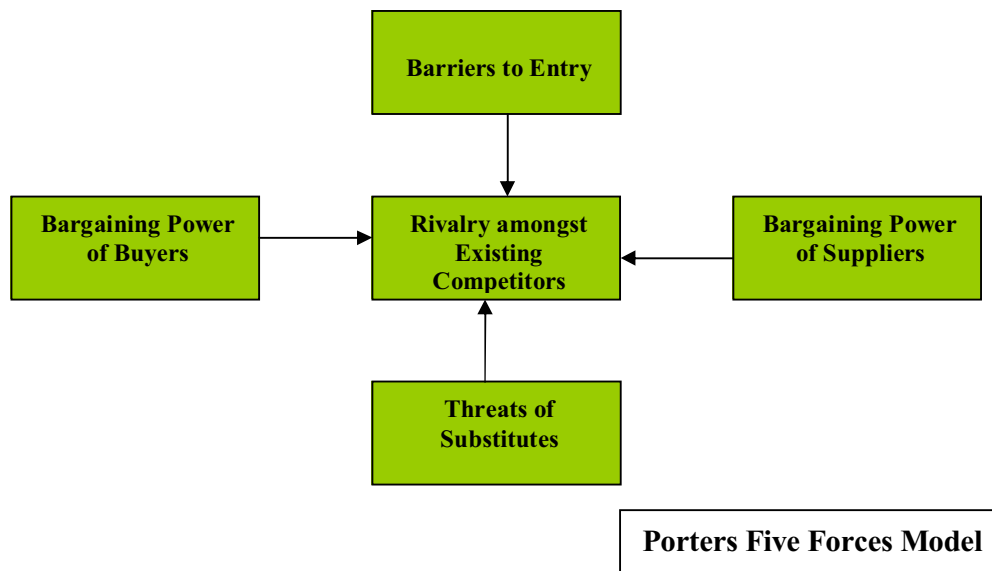 Barriers to Entry
Bargaining Power
of Buyers
Rivalry amongst
Existing
Competitors
Bargaining Power
of Suppliers
Threats of
Substitutes
Porters Five Forces Model